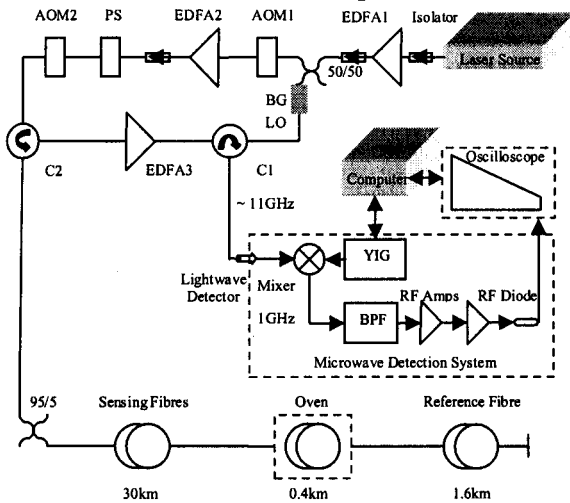 AOM2 PS EDFA2 AOM1 EDFA1 Isolator
Laser Source
50/50
BG
LO
C2 EDFA3 C1
Oscilloscope
Computer
~ 11GHz
YIG
Lightwave
Detector
Mixer
RF Amps RF Diode
1GHz
BPF
Microwave Detection System
95/5
Sensing Fibres Oven Reference Fibre
30km 0.4km 1.6km